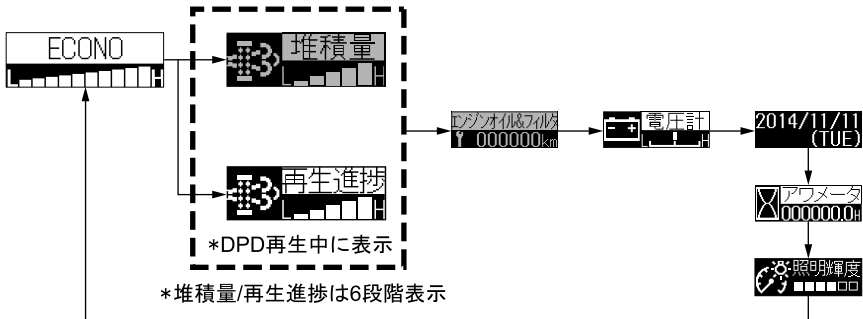 ECONO
L H
堆積量
L H
再生進捗
L H
*DPD再生中に表示
*堆積量/再生進捗は6段階表示
エンジンオイル&フィルタ
000000km
電圧計
L H
2014/11/11
(TUE)
アワメータ
000000.0H
照明輝度